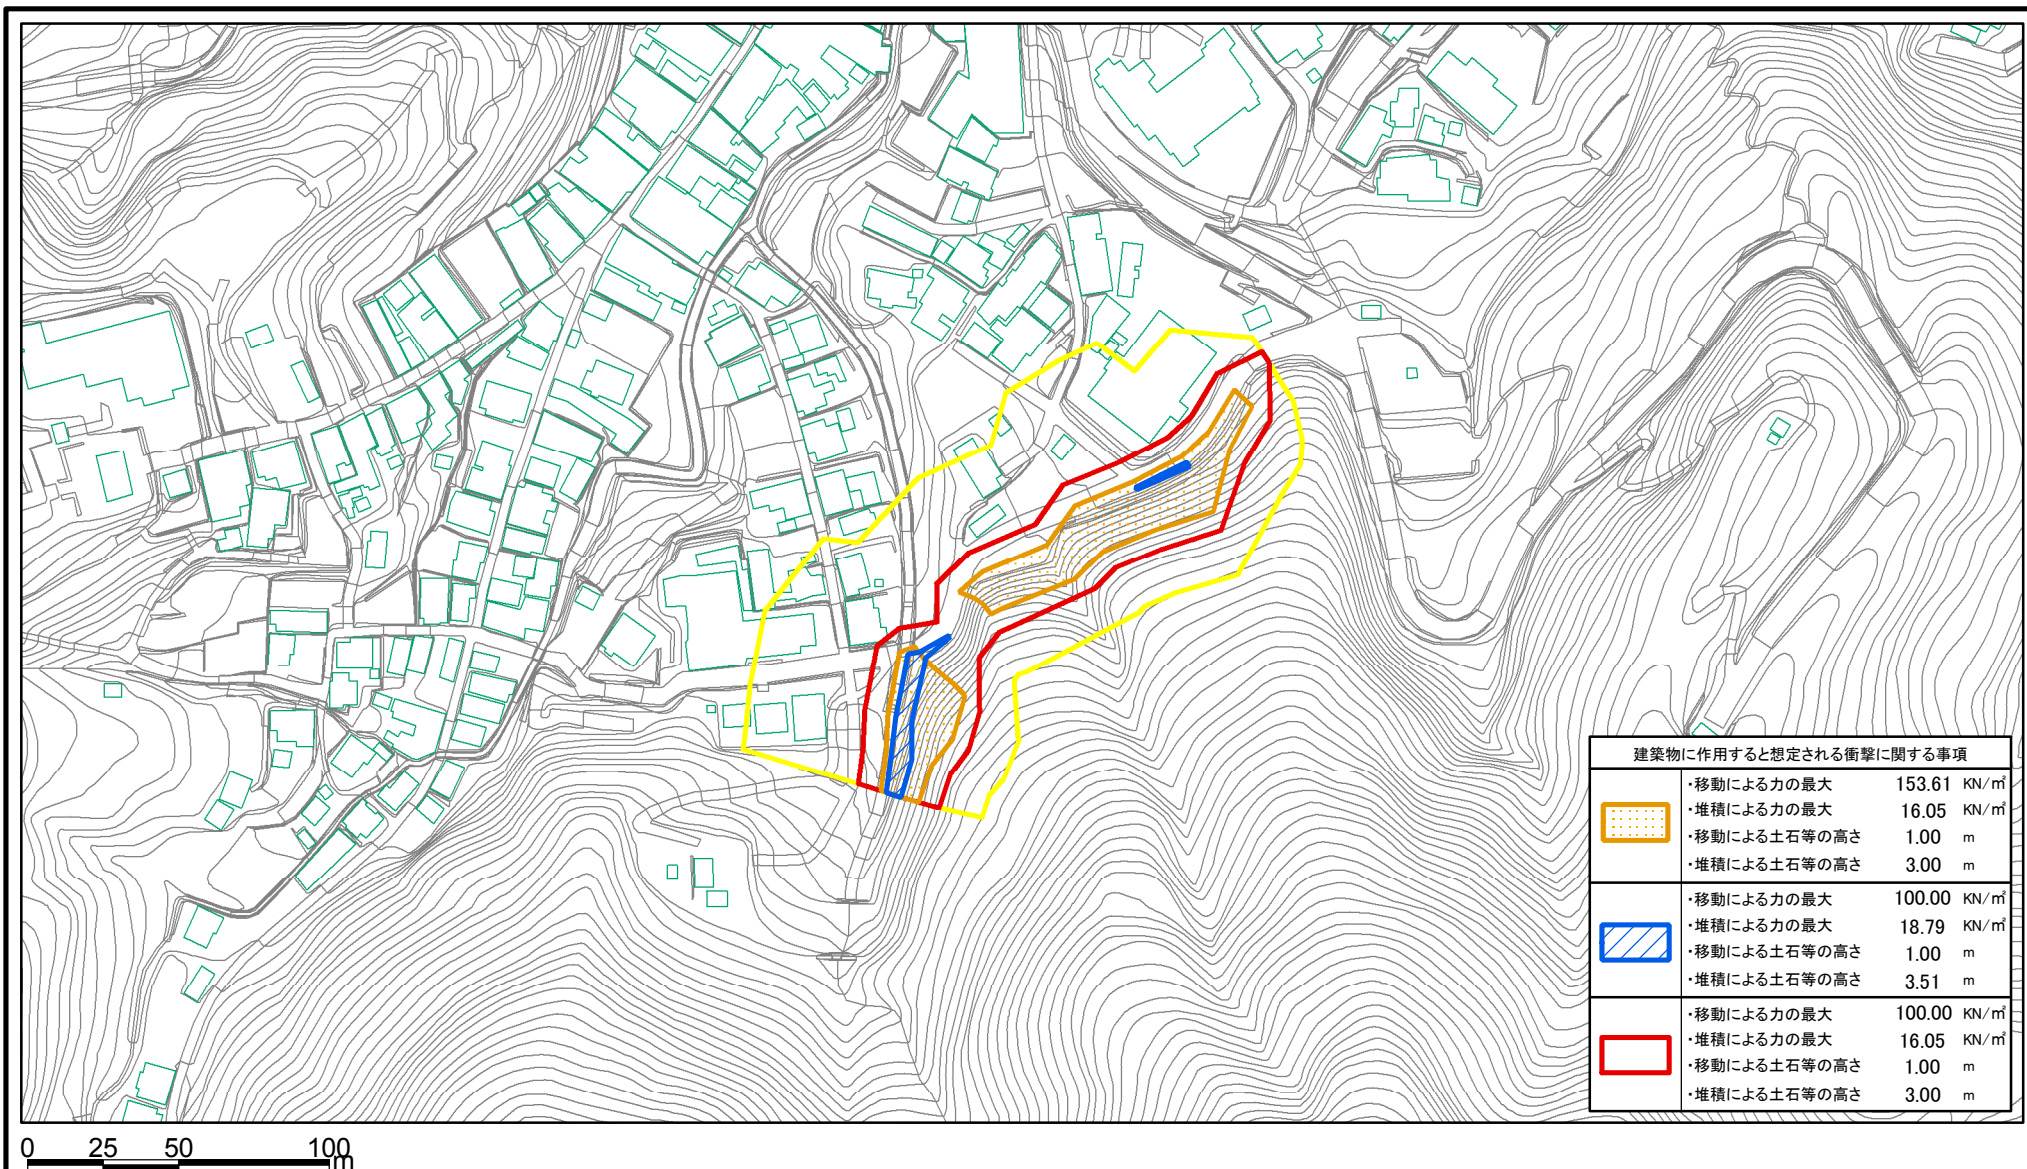 建築物に作用すると想定される衝撃に関する事項
・移動による力の最大 153.61 KN/㎡
・堆積による力の最大 16.05 KN/㎡
・移動による土石等の高さ 1.00 m
・堆積による土石等の高さ 3.00 m
・移動による力の最大 100.00 KN/㎡
・堆積による力の最大 18.79 KN/㎡
・移動による土石等の高さ 1.00 m
・堆積による土石等の高さ 3.51 m
・移動による力の最大 100.00 KN/㎡
・堆積による力の最大 16.05 KN/㎡
・移動による土石等の高さ 1.00 m
・堆積による土石等の高さ 3.00 m
0 25 50 100 m